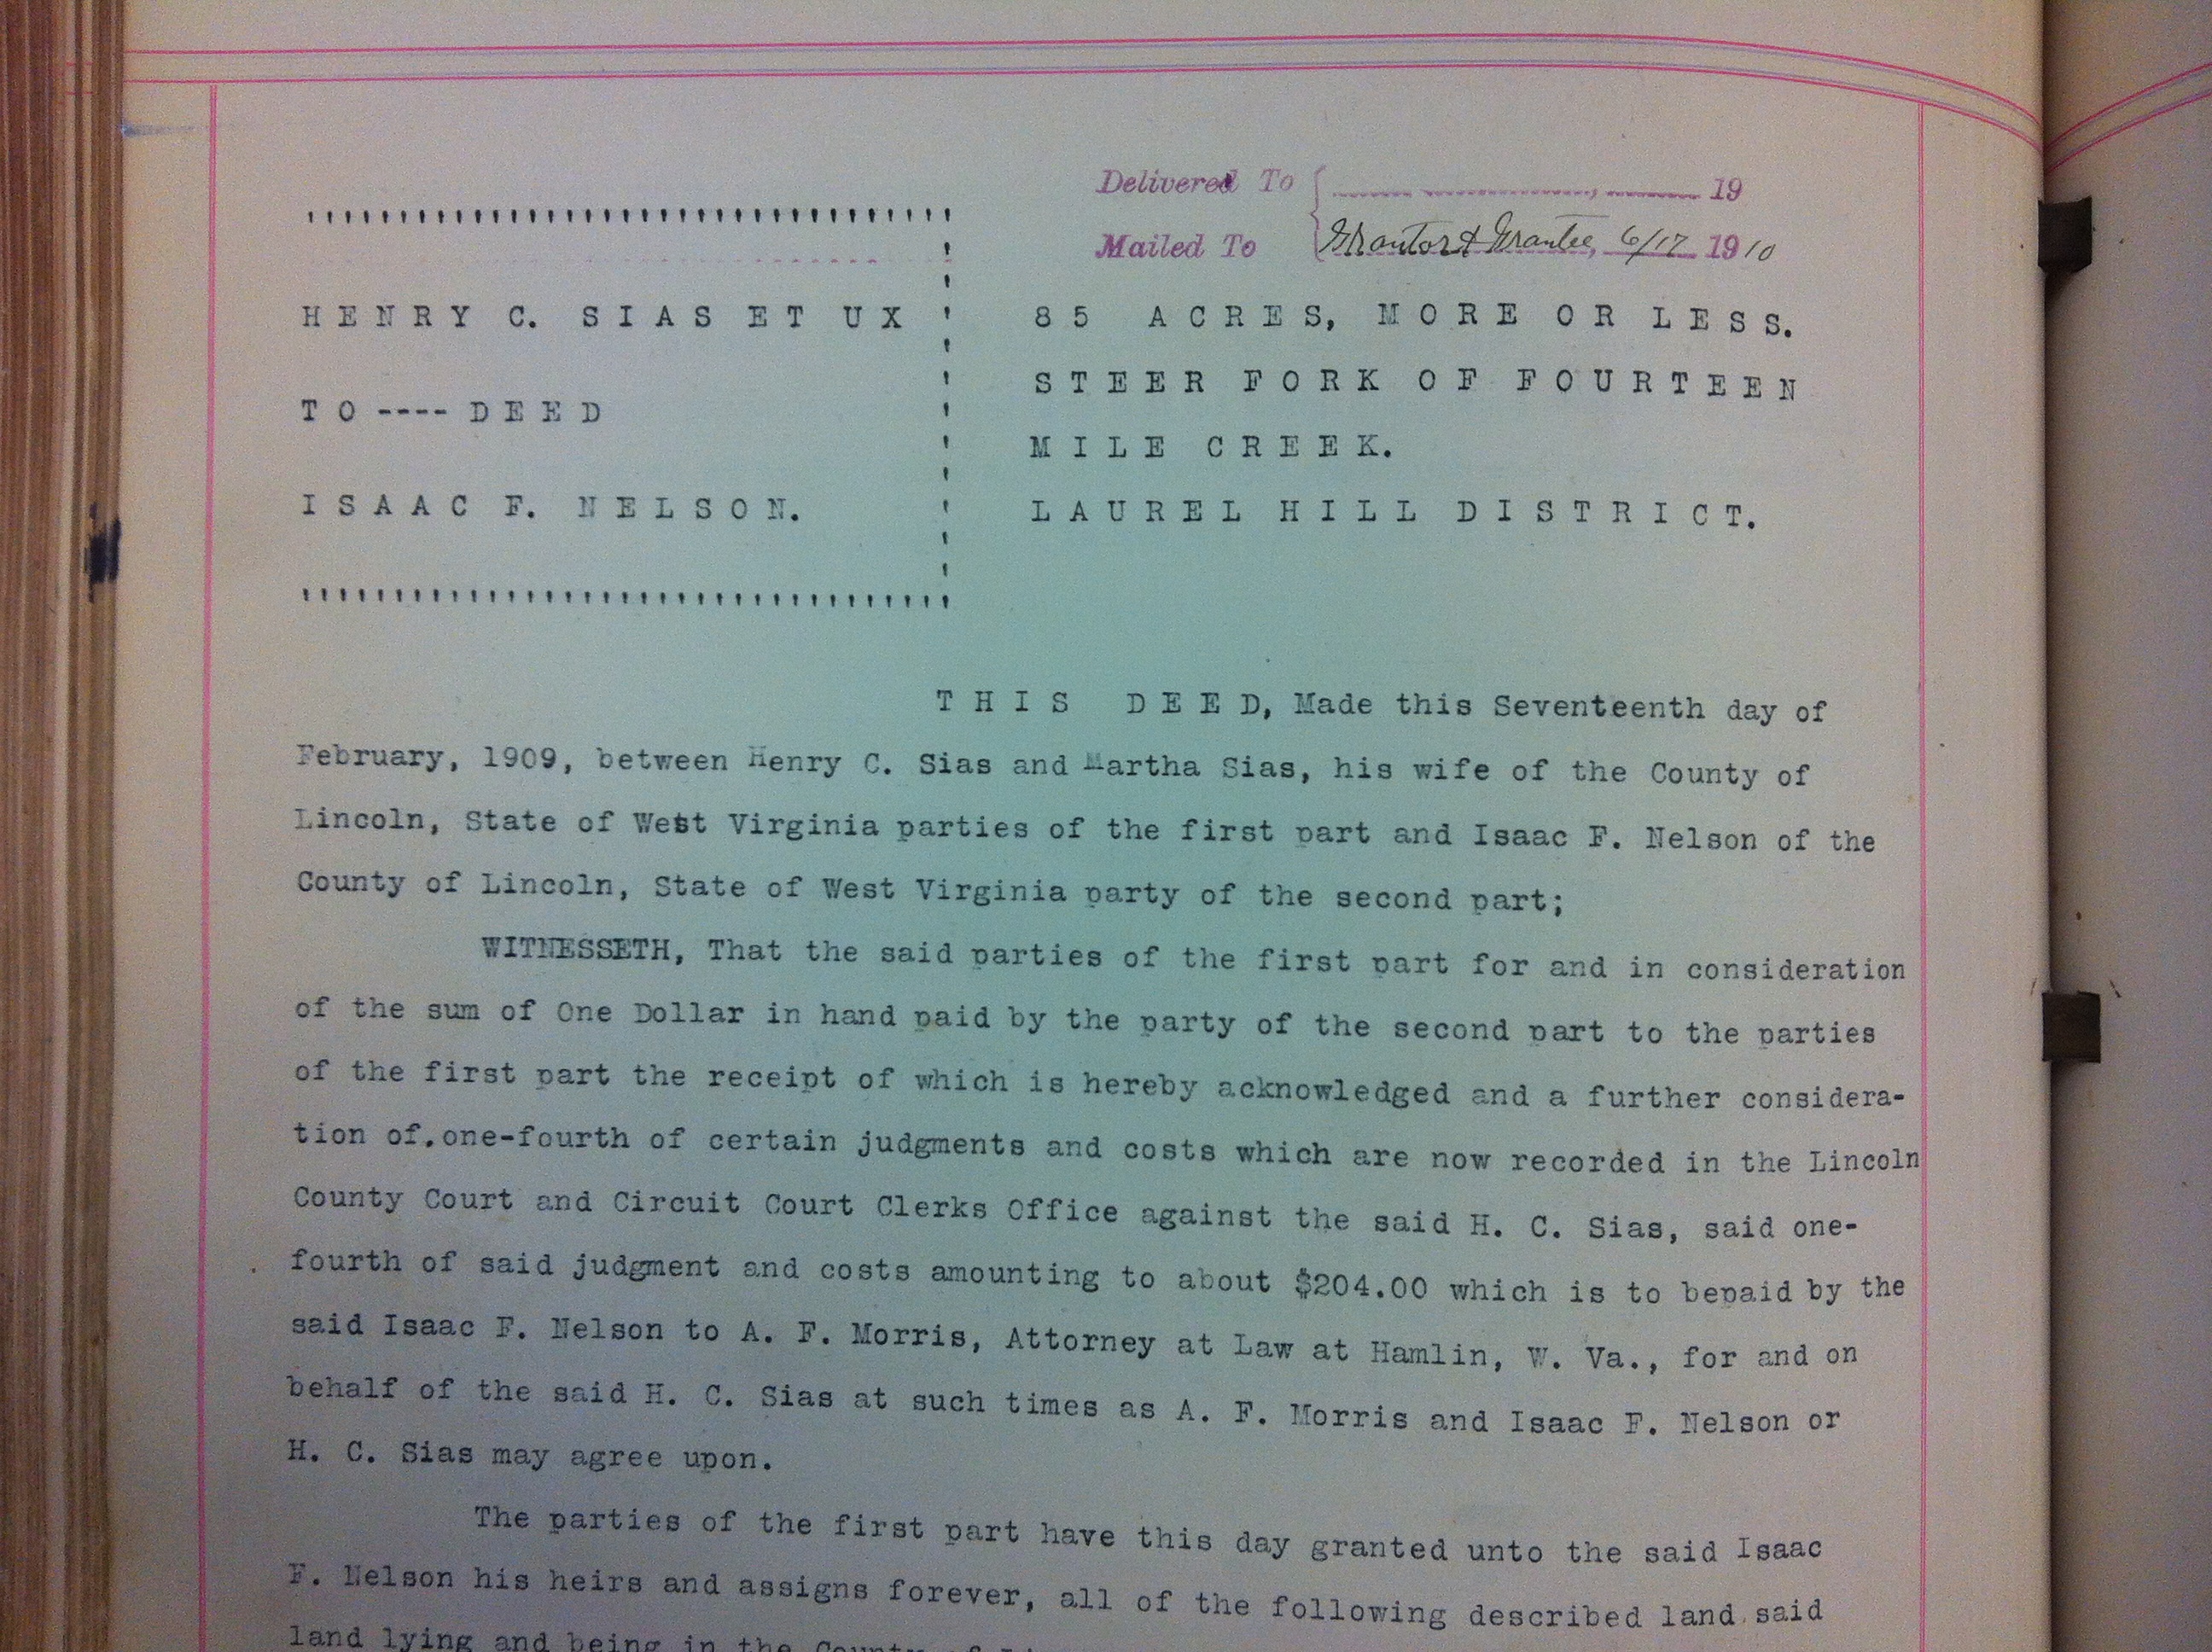 Delivered To 19
Mailed To Grantor & Grantee, 6/17 1910
HENRY C. SIAS ET UX
TO ---- DEED
ISAAC F. NELSON.
85 ACRES, MORE OR LESS.
STEER FORK OF FOURTEEN
MILE CREEK.
LAUREL HILL DISTRICT.
THIS DEED, Made this Seventeenth day of
February, 1909, between Henry C. Sias and Martha Sias, his wife of the County of
Lincoln, State of West Virginia parties of the first part and Isaac F. Nelson of the
County of Lincoln, State of West Virginia party of the second part;
WITNESSETH, That the said parties of the first part for and in consideration
of the sum of One Dollar in hand paid by the party of the second part to the parties
of the first part the receipt of which is hereby acknowledged and a further considera-
tion of.one-fourth of certain judgments and costs which are now recorded in the Lincoln
County Court and Circuit Court Clerks Office against the said H. C. Sias, said one-
fourth of said judgment and costs amounting to about $204.00 which is to bepaid by the
said Isaac F. Nelson to A. F. Morris, Attorney at Law at Hamlin, W. Va., for and on
behalf of the said H. C. Sias at such times as A. F. Morris and Isaac F. Nelson or
H. C. Sias may agree upon.
The parties of the first part have this day granted unto the said Isaac
F. Nelson his heirs and assigns forever, all of the following described land said
land lying and being in the County of